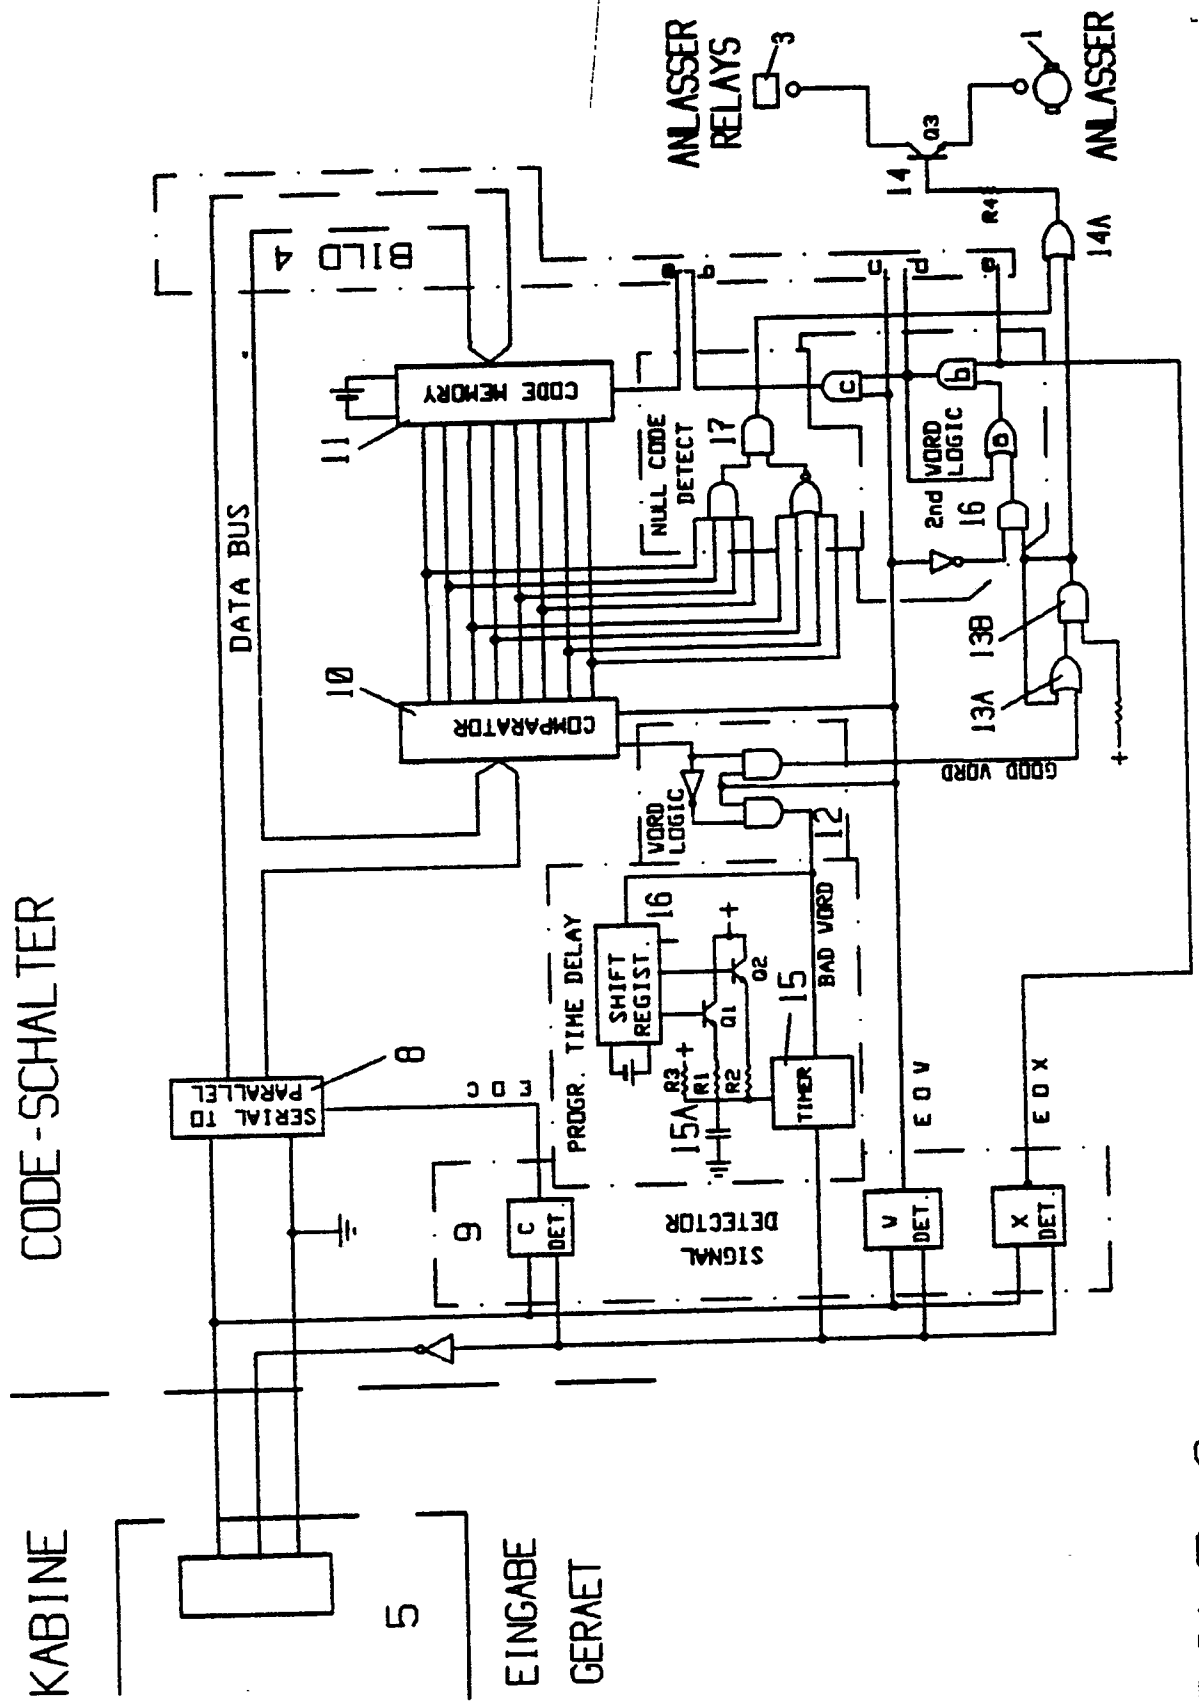 KABINE
CODE-SCHALTER
5
EINGABE
GERAET
SERIAL TO
PARALLEL
8
DATA BUS
BILD 4
COMPARATOR
10
CODE MEMORY
11
EOC
9
C
DET.
SIGNAL
DETECTOR
W
DET.
X
DET.
EOW
EOX
PROGR. TIME DELAY
SHIFT
REGIST.
16
Q1
Q2
+
R3
+
R1
R2
15A
TIMER
15
BAD WORD
WORD
LOGIC
12
GOOD WORD
+
13A
13B
NULL CODE
DETECT
17
2nd WORD
LOGIC
16
a
b
c
a
b
c
d
e
14A
R4
14
Q3
ANLASSER
RELAYS
3
1
ANLASSER